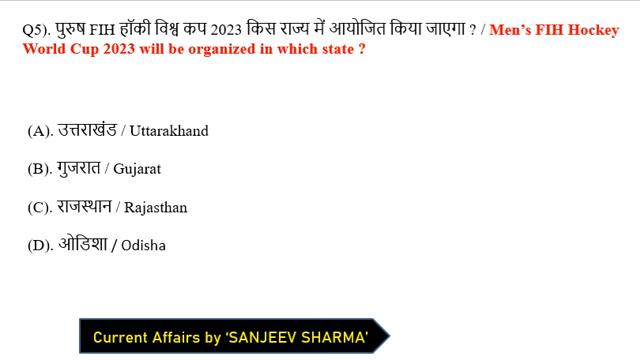 Q5). पुरुष FIH हॉकी विश्व कप 2023 किस राज्य में आयोजित किया जाएगा ? / Men’s FIH Hockey
World Cup 2023 will be organized in which state ?
(A). उत्तराखंड / Uttarakhand
(B). गुजरात / Gujarat
(C). राजस्थान / Rajasthan
(D). ओडिशा / Odisha
Current Affairs by ‘SANJEEV SHARMA’